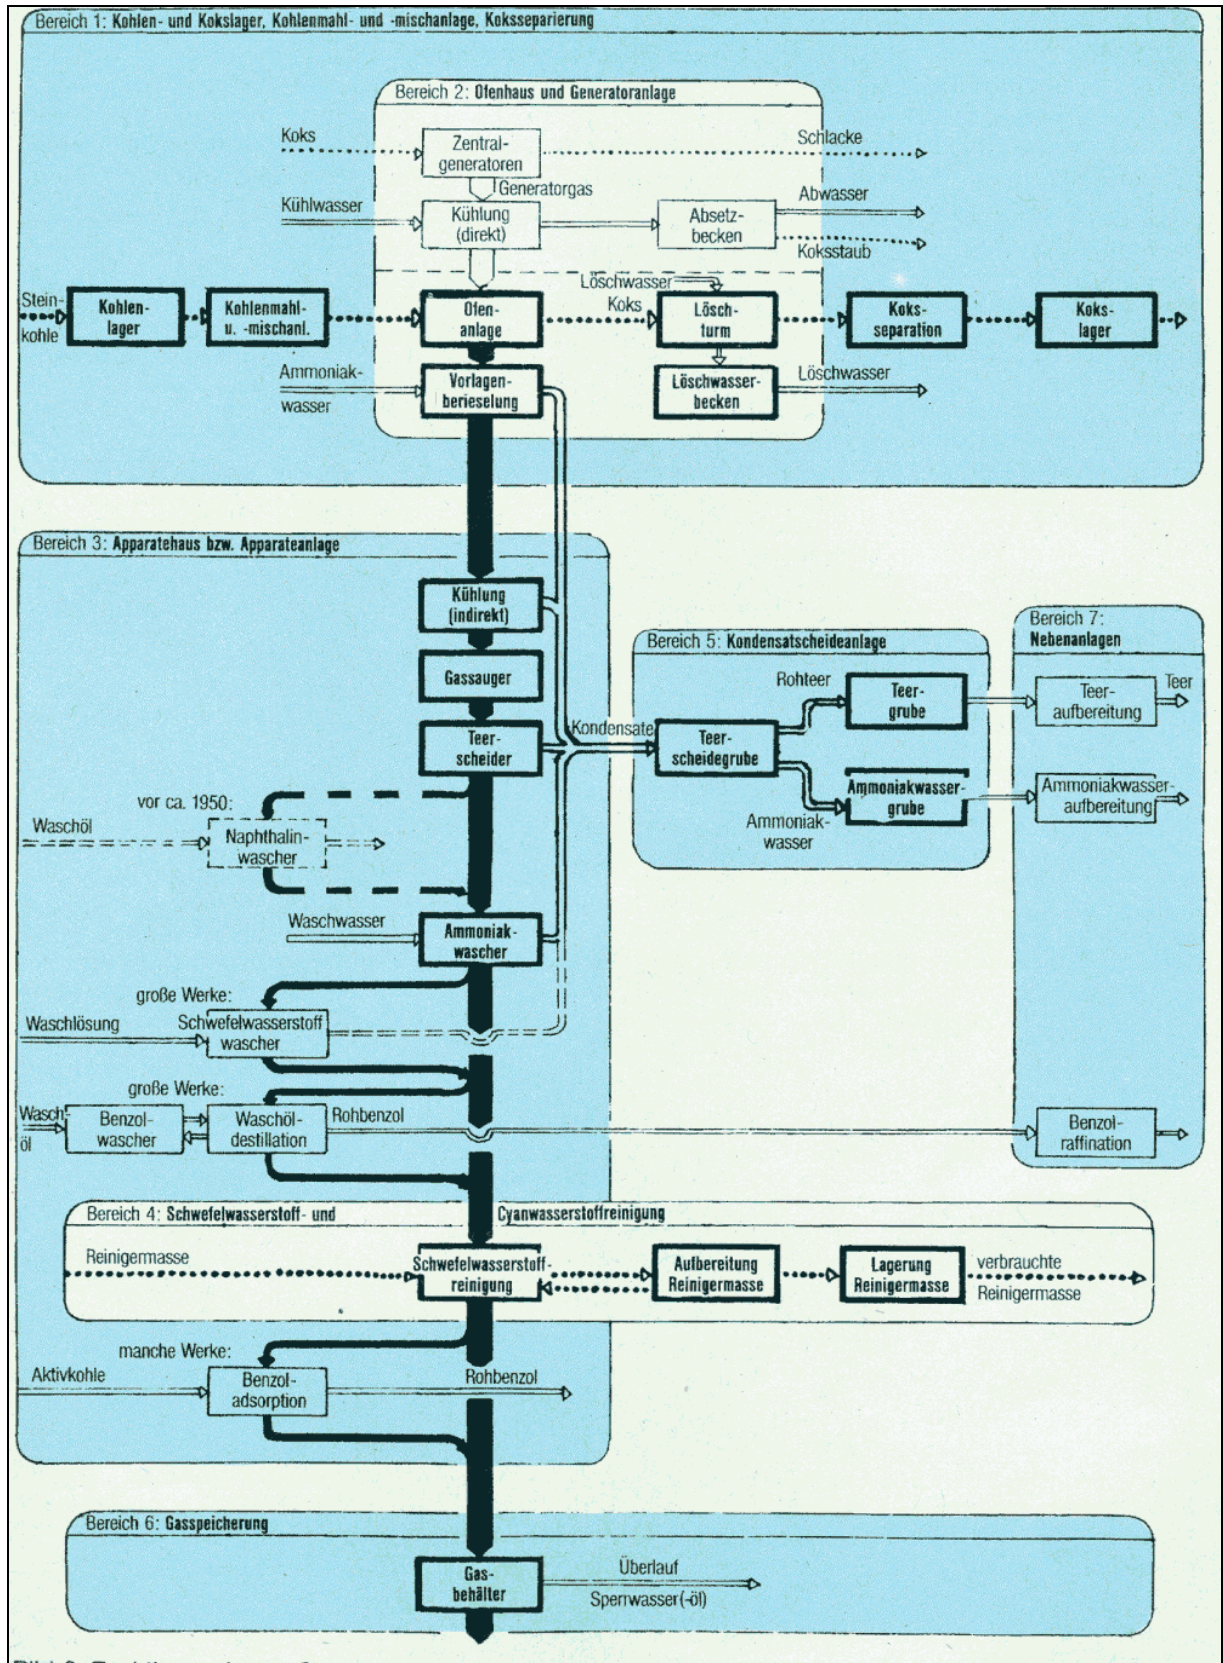 Bereich 1: Kohlen- und Kokslager, Kohlenmahl- und -mischanlage, Koksseparierung
Bereich 2: Ofenhaus und Generatoranlage
Koks
Zentral-
generatoren
Schlacke
Generatorgas
Kühlwasser
Kühlung
(direkt)
Absetz-
becken
Abwasser
Koksstaub
Löschwasser
Stein-
kohle
Kohlen-
lager
Kohlenmahl-
u. -mischanl.
Ofen-
anlage
Koks
Lösch-
turm
Koks-
separation
Koks-
lager
Ammoniak-
wasser
Vorlagen-
berieselung
Löschwasser-
becken
Löschwasser
Bereich 3: Apparatehaus bzw. Apparateanlage
Kühlung
(indirekt)
Gassauger
Teer-
scheider
Kondensate
Bereich 5: Kondensatscheideanlage
Teer-
scheidegrube
Rohteer
Teer-
grube
Ammoniak-
wasser
Ammoniakwasser-
grube
Bereich 7:
Nebenanlagen
Teer-
aufbereitung
Teer
Ammoniakwasser-
aufbereitung
vor ca. 1950:
Waschöl
Naphthalin-
wascher
Waschwasser
Ammoniak-
wascher
große Werke:
Waschlösung
Schwefelwasserstoff
wascher
große Werke:
Wasch-
öl
Benzol-
wascher
Waschöl-
destillation
Rohbenzol
Benzol-
raffination
Bereich 4: Schwefelwasserstoff- und Cyanwasserstoffreinigung
Reinigermasse
Schwefelwasserstoff-
reinigung
Aufbereitung
Reinigermasse
Lagerung
Reinigermasse
verbrauchte
Reinigermasse
manche Werke:
Aktivkohle
Benzol-
adsorption
Rohbenzol
Bereich 6: Gasspeicherung
Gas-
behälter
Überlauf
Sperrwasser(-öl)